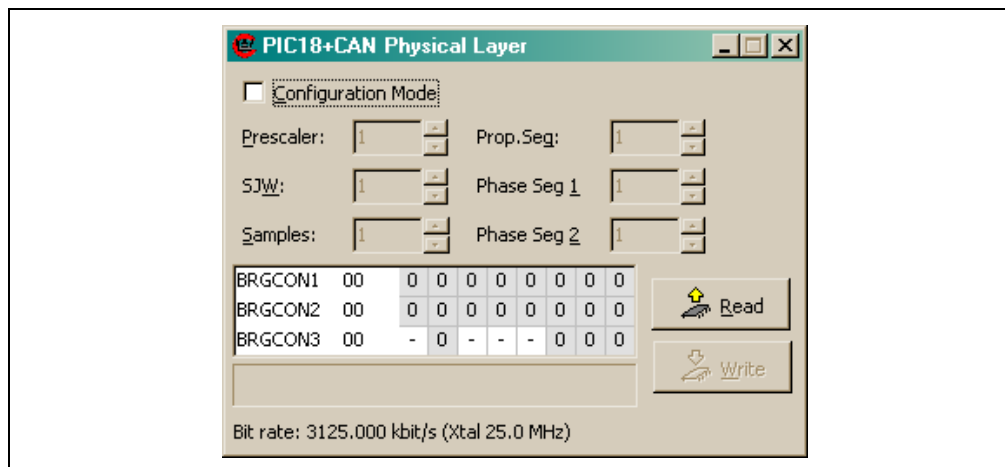 PIC18+CAN Physical Layer
Configuration Mode
Prescaler: 1 Prop.Seg: 1
SJW: 1 Phase Seg 1 1
Samples: 1 Phase Seg 2 1
BRGCON1 00 0 0 0 0 0 0 0 0
BRGCON2 00 0 0 0 0 0 0 0 0
BRGCON3 00 - 0 - - - 0 0 0
Read
Write
Bit rate: 3125.000 kbit/s (Xtal 25.0 MHz)